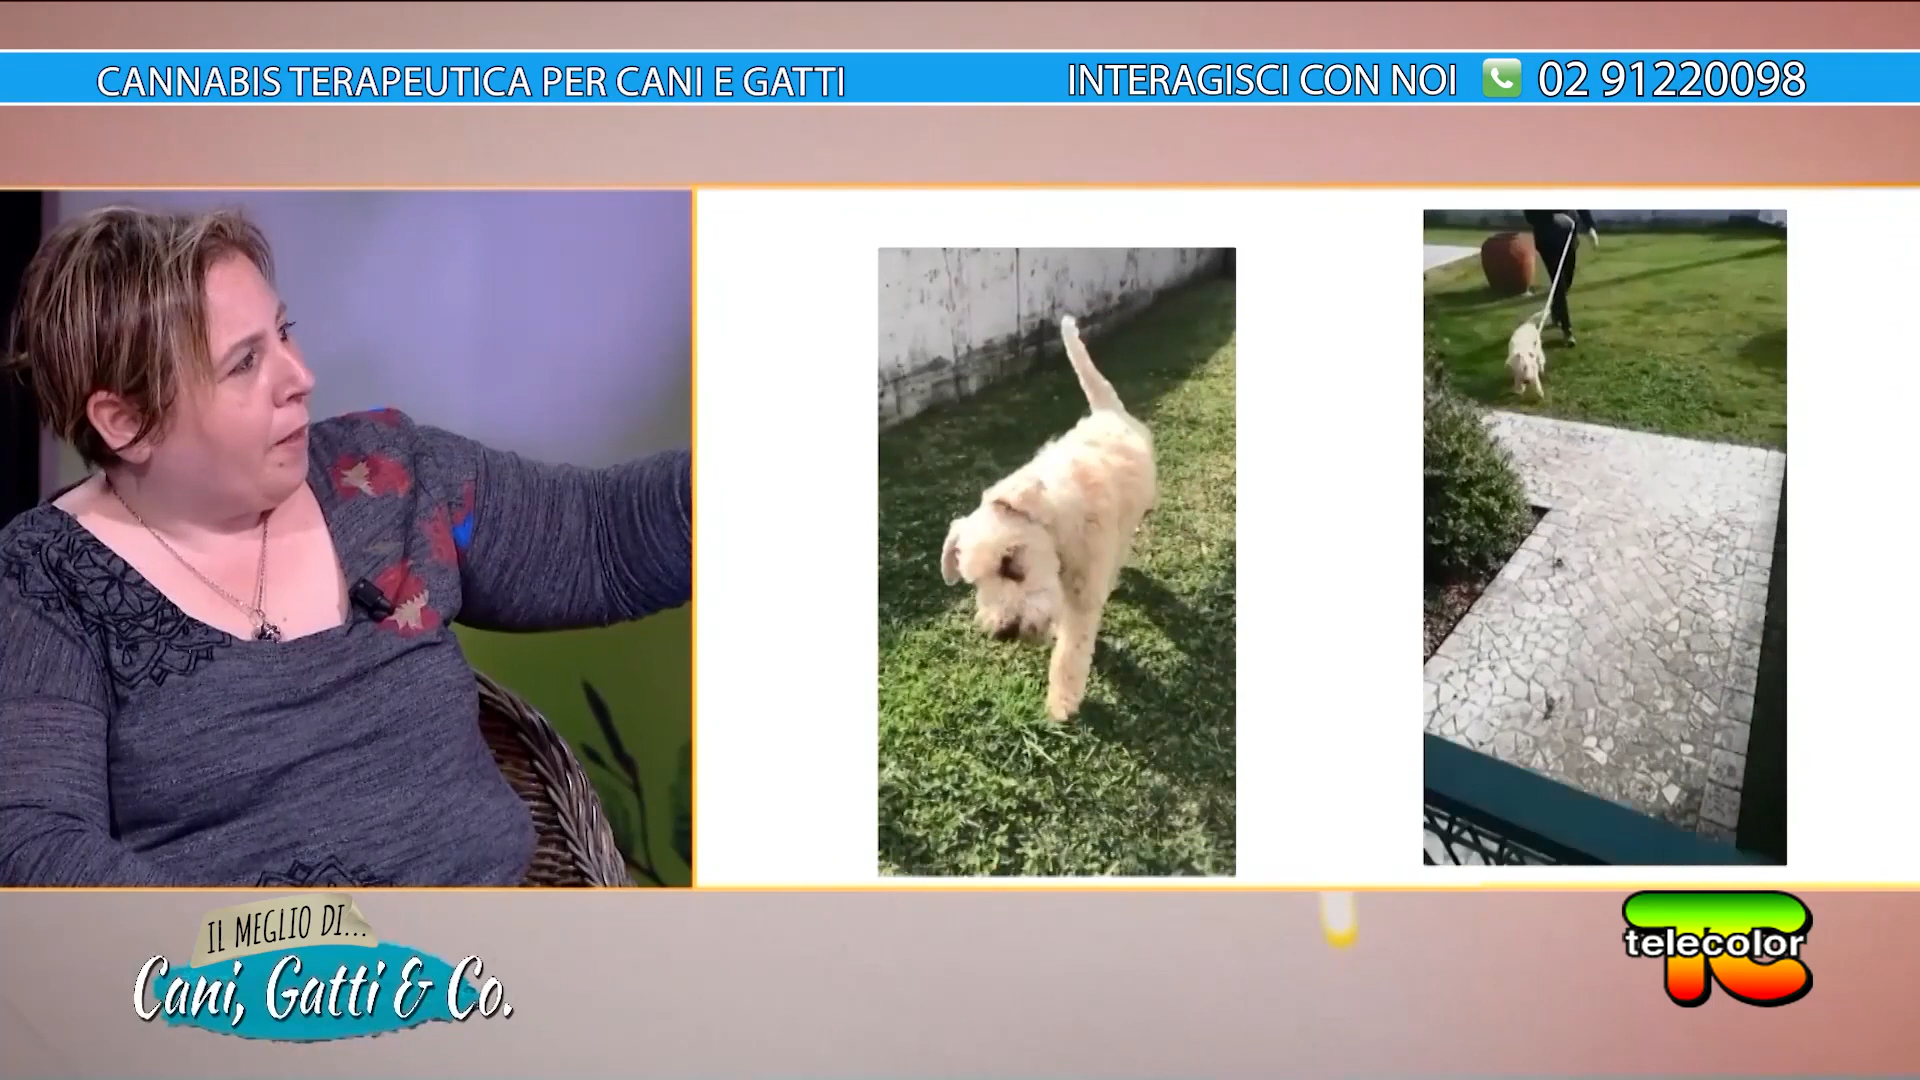 CANNABIS TERAPEUTICA PER CANI E GATTI
INTERAGISCI CON NOI 02 91220098
IL MEGLIO DI...
Cani, Gatti & Co.
telecolor